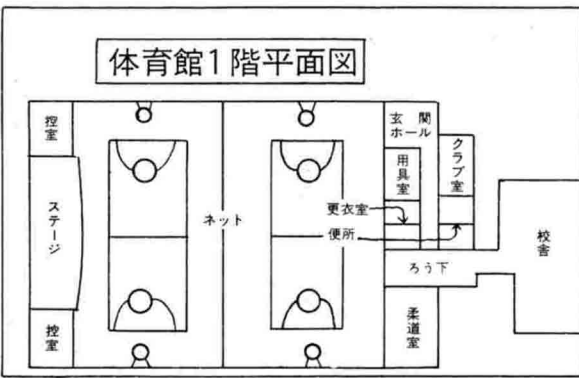 体育館1階平面図
控室
ステージ
控室
ネット
玄関
ホール
用具室
クラブ室
更衣室
便所
ろう下
柔道室
校舎